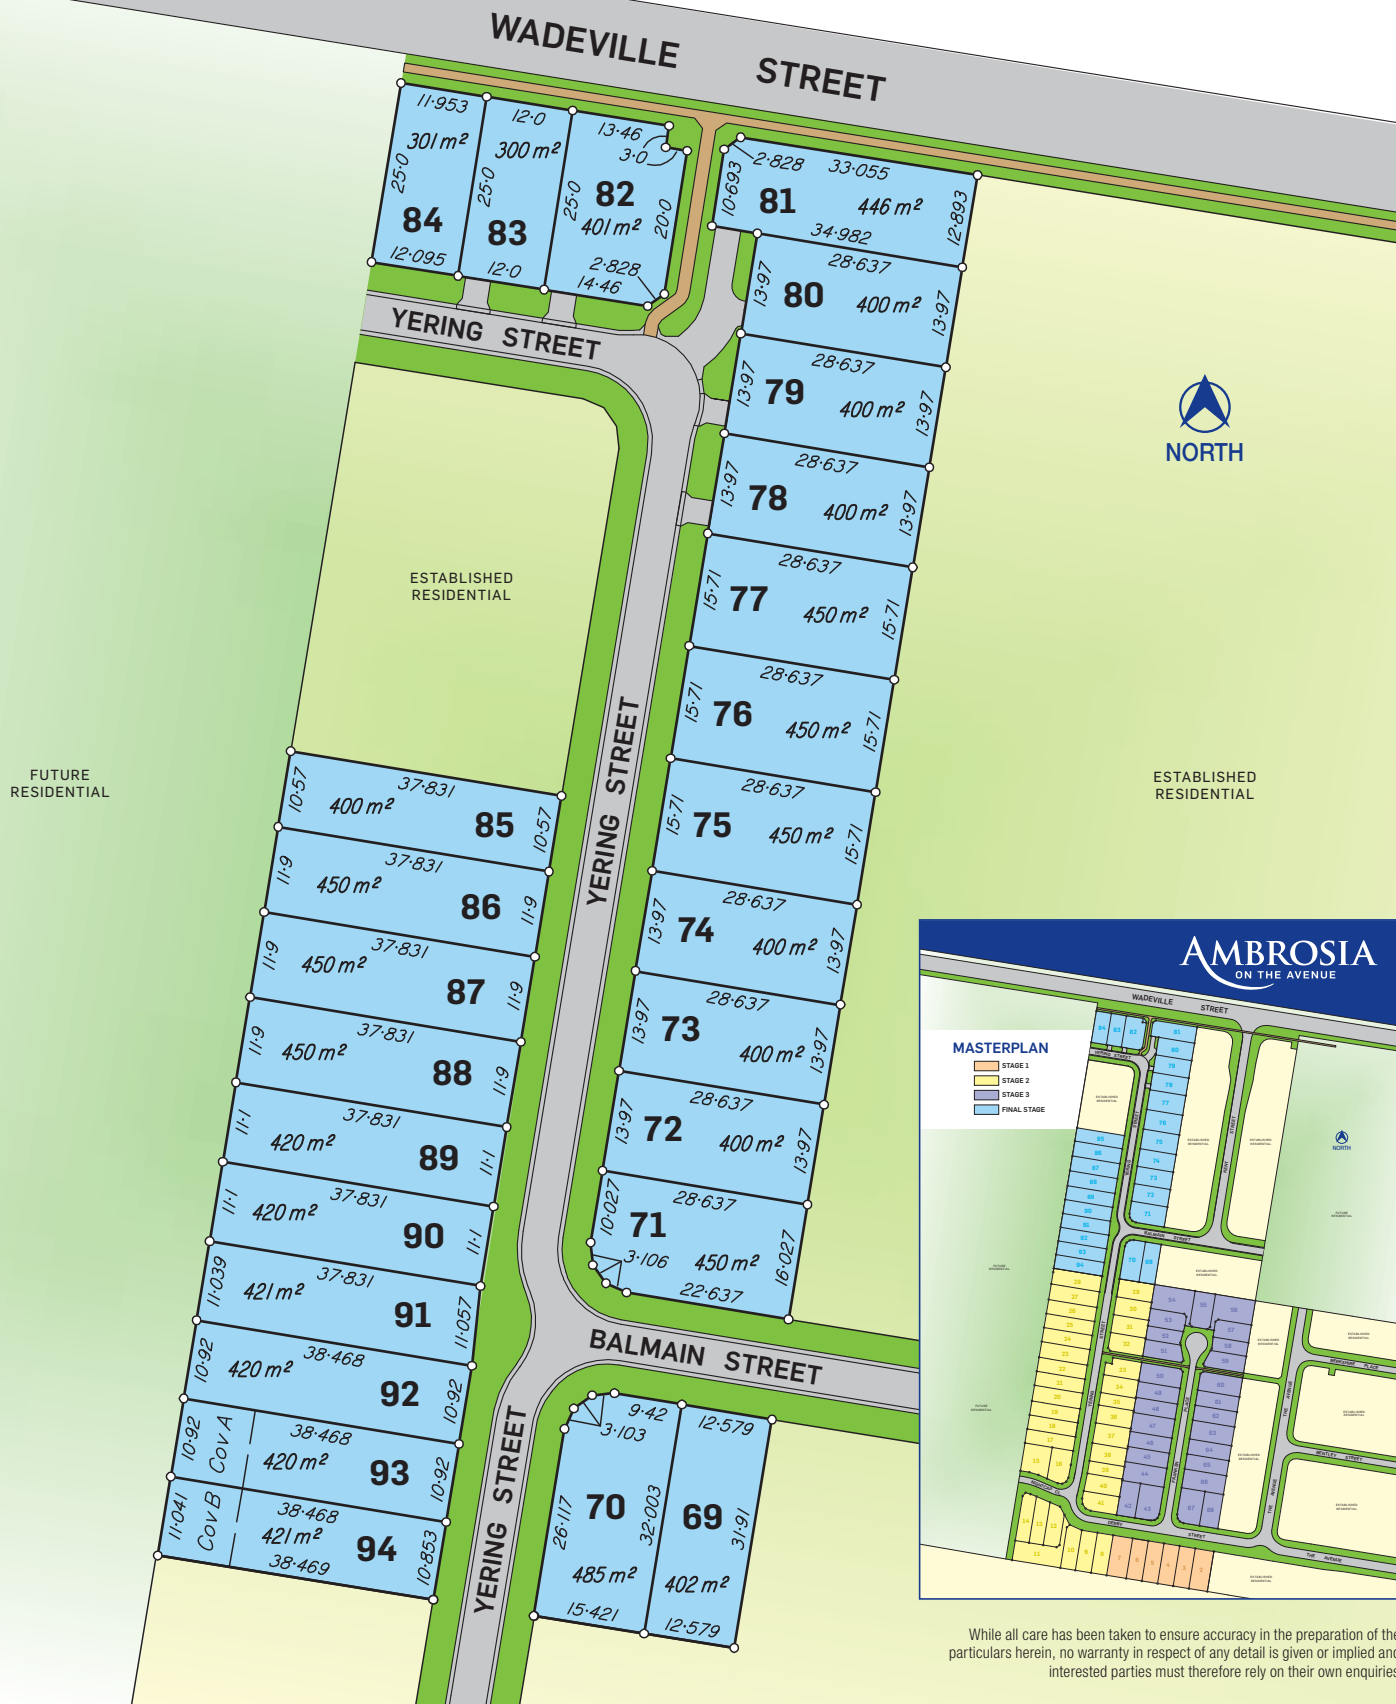 WADEVILLE STREET
11·953
301 m²
25·0
84
12·095
12·0
300 m²
25·0
83
12·0
13·46
3·0
25·0
82
401 m²
20·0
2·828
14·46
2·828
33·055
10·693
81
446 m²
12·893
34·982
YERING STREET
28·637
13·97
80
400 m²
13·97
28·637
13·97
79
400 m²
13·97
28·637
13·97
78
400 m²
13·97
28·637
15·71
77
450 m²
15·71
28·637
15·71
76
450 m²
15·71
28·637
15·71
75
450 m²
15·71
28·637
13·97
74
400 m²
13·97
28·637
13·97
73
400 m²
13·97
28·637
13·97
72
400 m²
13·97
28·637
10·027
71
3·106
450 m²
16·027
22·637
NORTH
ESTABLISHED
RESIDENTIAL
FUTURE
RESIDENTIAL
ESTABLISHED
RESIDENTIAL
YERING STREET
37·831
10·57
400 m²
85
10·57
37·831
11·9
450 m²
86
11·9
37·831
11·9
450 m²
87
11·9
37·831
11·9
450 m²
88
11·9
37·831
11·1
420 m²
89
11·1
37·831
11·1
420 m²
90
11·1
37·831
11·039
421 m²
91
11·057
38·468
10·92
420 m²
92
10·92
38·468
10·92
Cov A
420 m²
93
10·92
38·468
11·041
Cov B
421 m²
94
10·853
38·469
BALMAIN STREET
YERING STREET
9·42
3·103
26·117
70
32·003
485 m²
15·421
12·579
69
31·91
402 m²
12·579
AMBROSIA
ON THE AVENUE
WADEVILLE STREET
MASTERPLAN
STAGE 1
STAGE 2
STAGE 3
FINAL STAGE
NORTH
YERING STREET
BALMAIN STREET
While all care has been taken to ensure accuracy in the preparation of the
particulars herein, no warranty in respect of any detail is given or implied and
interested parties must therefore rely on their own enquiries